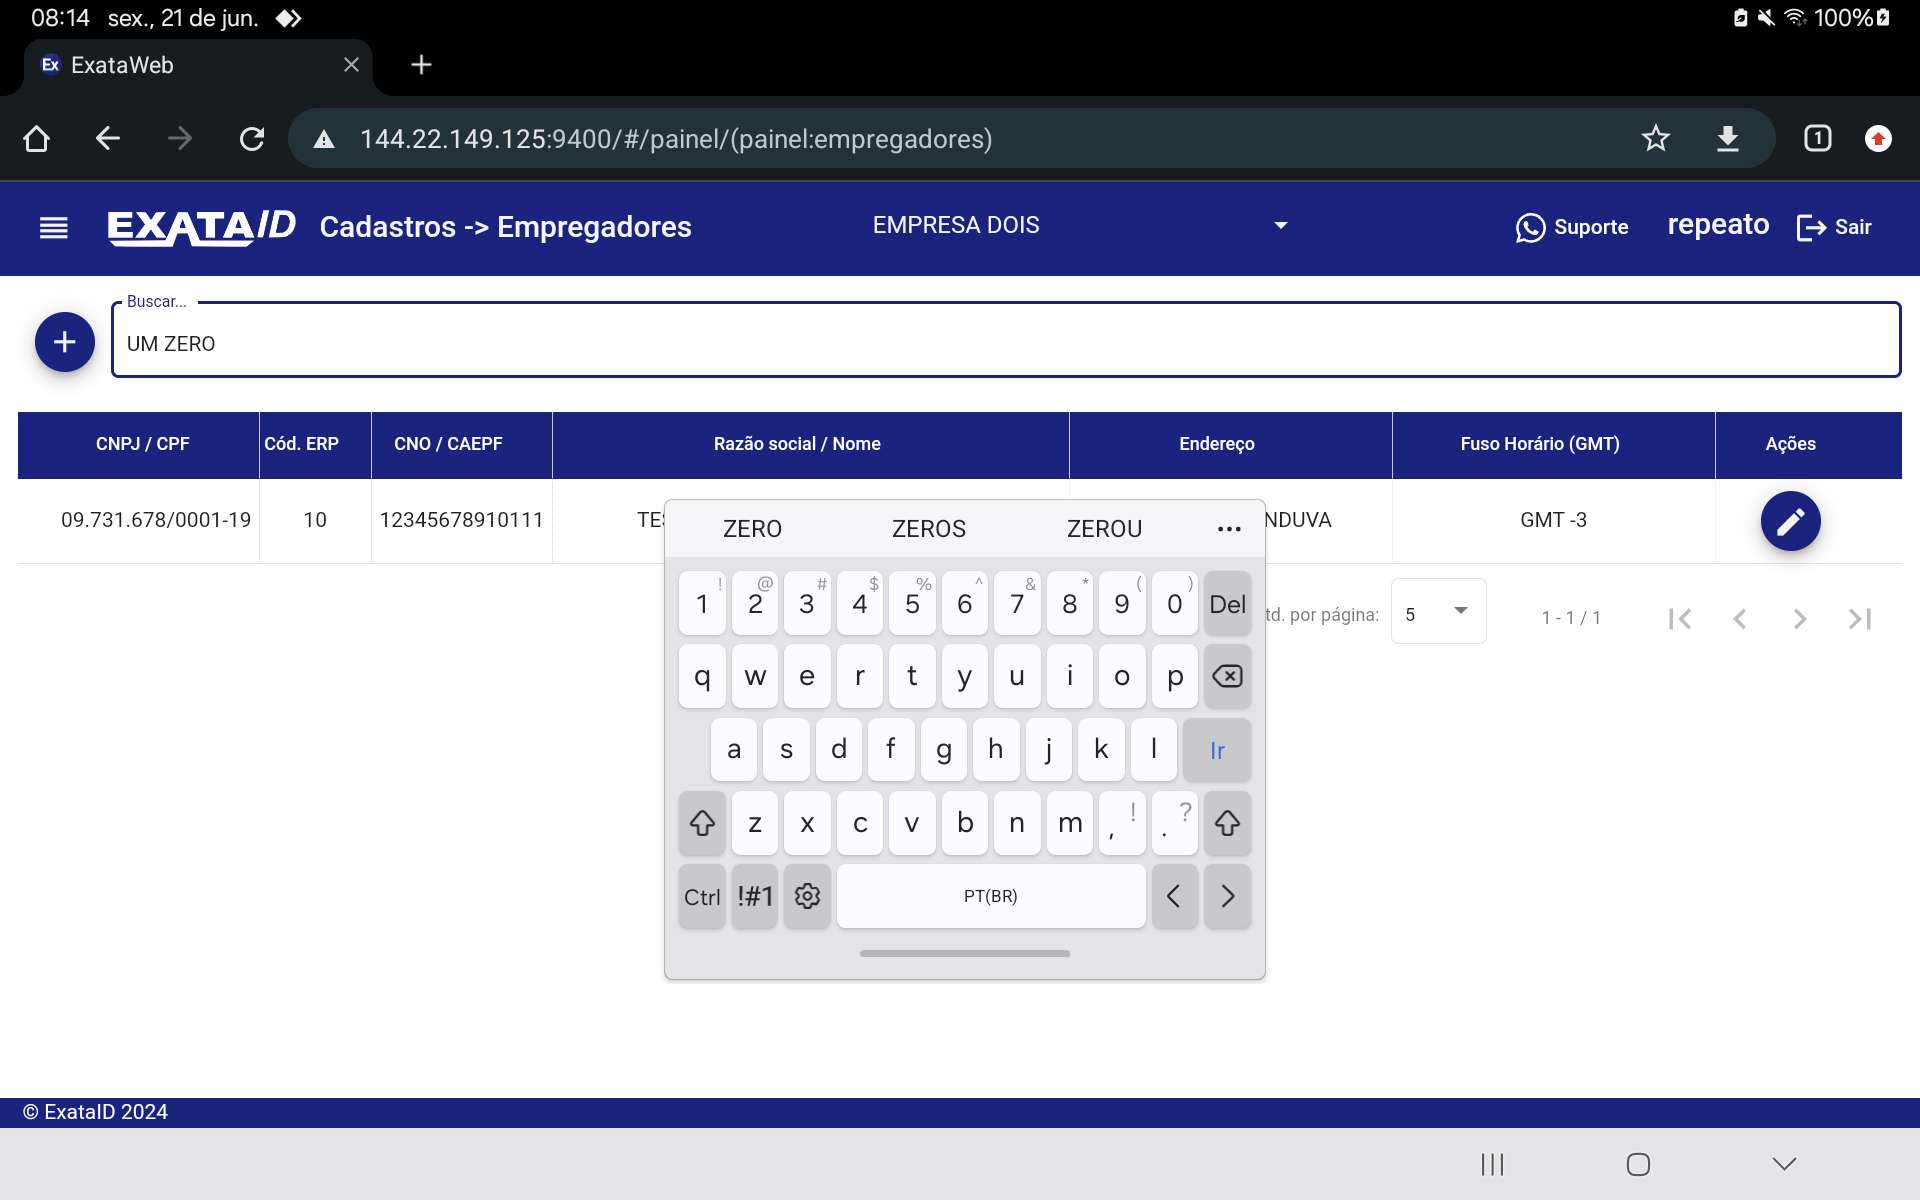 08:14 sex., 21 de jun. 100%
Ex ExataWeb
144.22.149.125:9400/#/painel/(painel:empregadores) 1
EXATAID Cadastros -> Empregadores EMPRESA DOIS Suporte repeato Sair
Buscar...
UM ZERO
CNPJ / CPF Cód. ERP CNO / CAEPF Razão social / Nome Endereço Fuso Horário (GMT) Ações
09.731.678/0001-19 10 12345678910111 TES NDUVA GMT -3
ZERO ZEROS ZEROU ...
! @ # $ % ^ & * ( )
1 2 3 4 5 6 7 8 9 0 Del
td. por página: 5 1 - 1 / 1
q w e r t y u i o p
a s d f g h j k l Ir
z x c v b n m , ! . ?
Ctrl !#1 PT(BR) < >
© ExataID 2024